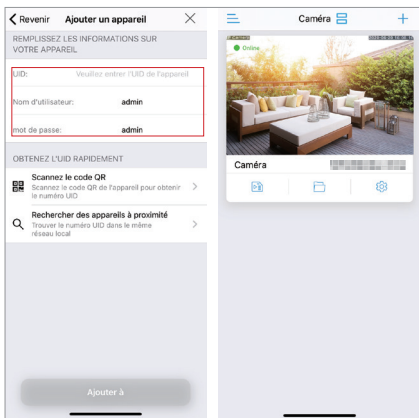 Revenir
Ajouter un appareil
REMPLISSEZ LES INFORMATIONS SUR
VOTRE APPAREIL
UID:
Veuillez entrer l'UID de l'appareil
Nom d'utilisateur:
admin
mot de passe:
admin
OBTENEZ L'UID RAPIDEMENT
Scannez le code QR
Scannez le code QR de l'appareil pour obtenir
le numéro UID
Rechercher des appareils à proximité
Trouver le numéro UID dans le même
réseau local
Ajouter à
Caméra
Online
Caméra